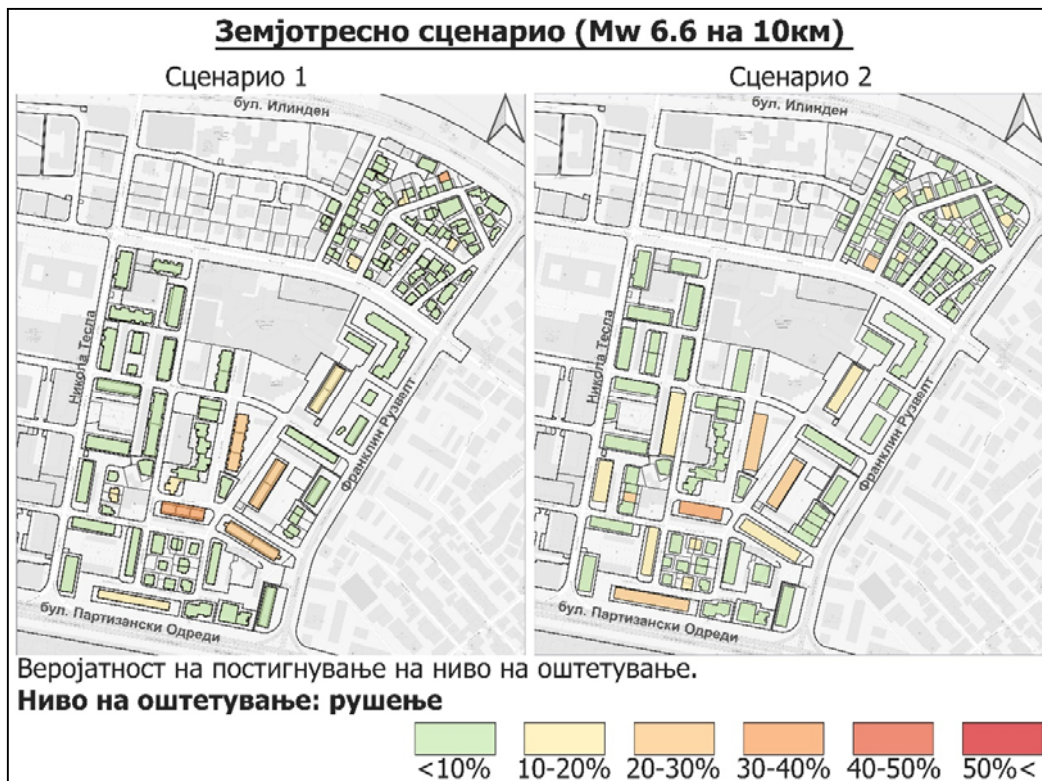 Земјотресно сценарио (Mw 6.6 на 10км)
Сценарио 1
Сценарио 2
бул. Илинден
бул. Илинден
Никола Тесла
Никола Тесла
Франклин Рузвелт
Франклин Рузвелт
бул. Партизански Одреди
бул. Партизански Одреди
Веројатност на постигнување на ниво на оштетување.
Ниво на оштетување: рушење
<10% 10-20% 20-30% 30-40% 40-50% 50%<